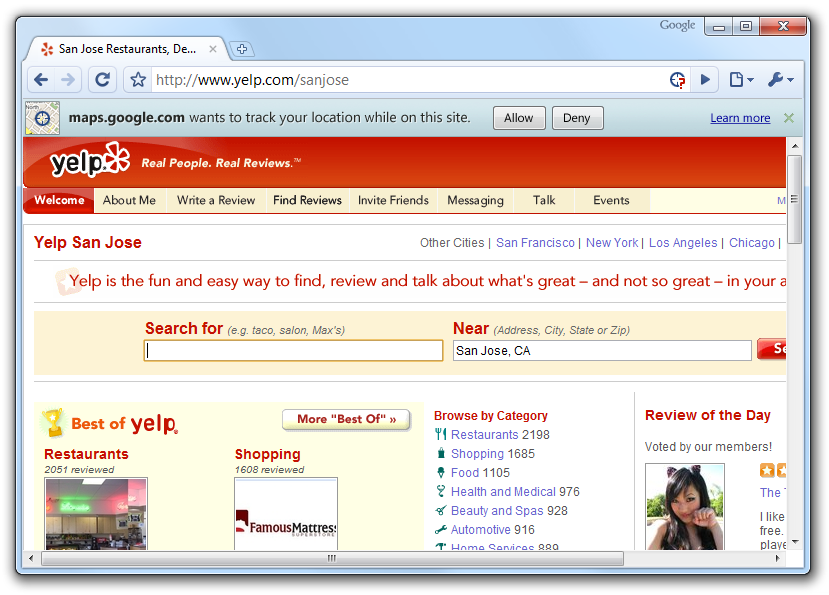 Google
San Jose Restaurants, De...
http://www.yelp.com/sanjose
North
maps.google.com wants to track your location while on this site.
Allow
Deny
Learn more
yelp
Real People. Real Reviews.™
Welcome
About Me
Write a Review
Find Reviews
Invite Friends
Messaging
Talk
Events
M
Yelp San Jose
Other Cities | San Francisco | New York | Los Angeles | Chicago |
Yelp is the fun and easy way to find, review and talk about what's great – and not so great – in your a
Search for (e.g. taco, salon, Max's)
Near (Address, City, State or Zip)
San Jose, CA
Se
Best of yelp.
More "Best Of" »
Restaurants
2051 reviewed
Shopping
1608 reviewed
FAMOUSMATTRESS
SUPERSTORE
Browse by Category
Restaurants 2198
Shopping 1685
Food 1105
Health and Medical 976
Beauty and Spas 928
Automotive 916
Home Services 889
Review of the Day
Voted by our members!
The T
I like
free.
playe